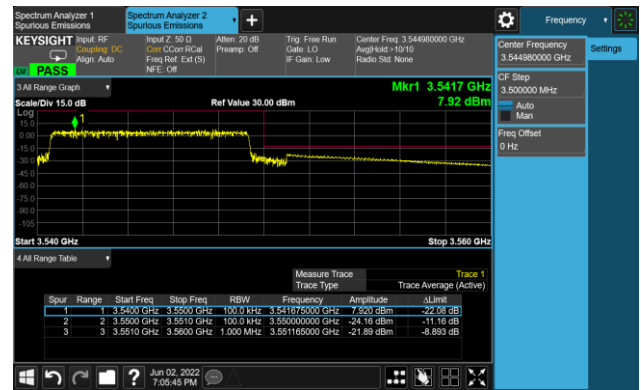 Spectrum Analyzer 1
Spurious Emissions
Spectrum Analyzer 2
Spurious Emissions
Frequency
KEYSIGHT
Input: RF
Coupling: DC
Align: Auto
Input Z: 50 Ω
Corr CCorr RCal
Freq Ref: Ext (S)
NFE: Off
Atten: 20 dB
Preamp: Off
Trig: Free Run
Gate: LO
IF Gain: Low
Center Freq: 3.544980000 GHz
Avg|Hold:>10/10
Radio Std: None
PASS
Center Frequency
3.544980000 GHz
Settings
CF Step
3.500000 MHz
Auto
Man
Freq Offset
0 Hz
3 All Range Graph
Mkr1 3.5417 GHz
Scale/Div 15.0 dB
Ref Value 30.00 dBm
7.92 dBm
Log
1
15.0
0.00
-15.0
-30.0
-45.0
-60.0
-75.0
-90.0
-105
Start 3.540 GHz
Stop 3.560 GHz
4 All Range Table
Measure Trace Trace 1
Trace Type Trace Average (Active)
Spur Range Start Freq Stop Freq RBW Frequency Amplitude ΔLimit
1 1 3.5400 GHz 3.5500 GHz 100.0 kHz 3.541675000 GHz 7.920 dBm -22.08 dB
2 2 3.5500 GHz 3.5510 GHz 100.0 kHz 3.550000000 GHz -24.16 dBm -11.16 dB
3 3 3.5510 GHz 3.5600 GHz 1.000 MHz 3.551165000 GHz -21.89 dBm -8.893 dB
?
Jun 02, 2022
7:05:45 PM